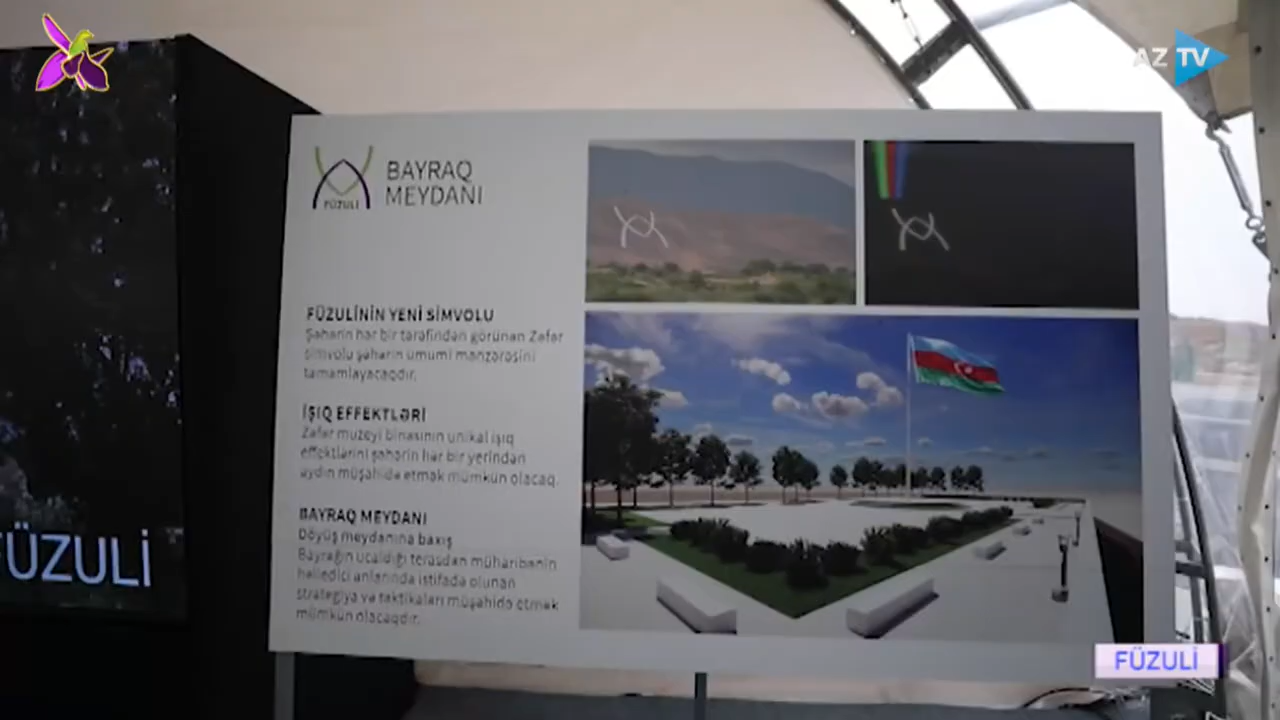 AZ TV
BAYRAQ
MEYDANI
FÜZULİ
FÜZULİNİN YENİ SİMVOLU
Şəhərin hər bir tərəfindən görünən Zəfər
simvolu şəhərin ümumi mənzərəsini
tamamlayacaqdır.
İŞIQ EFFEKTLƏRİ
Zəfər muzeyi binasının unikal işıq
effektlərini şəhərin hər bir yerindən
aydın müşahidə etmək mümkün olacaq.
BAYRAQ MEYDANI
Döyüş meydanına baxış
Bayrağın ucaldığı terasdan müharibənin
həlledici anlarında istifadə olunan
strategiya və taktikaları müşahidə etmək
mümkün olacaqdır.
FÜZULİ
FÜZULİ